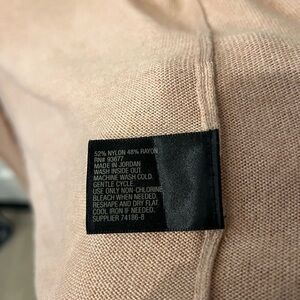 52% NYLON 48% RAYON
RN# 93677
MADE IN JORDAN
WASH INSIDE OUT
MACHINE WASH COLD.
GENTLE CYCLE.
USE ONLY NON-CHLORINE
BLEACH WHEN NEEDED.
RESHAPE AND DRY FLAT.
COOL IRON IF NEEDED.
SUPPLIER 74186-8